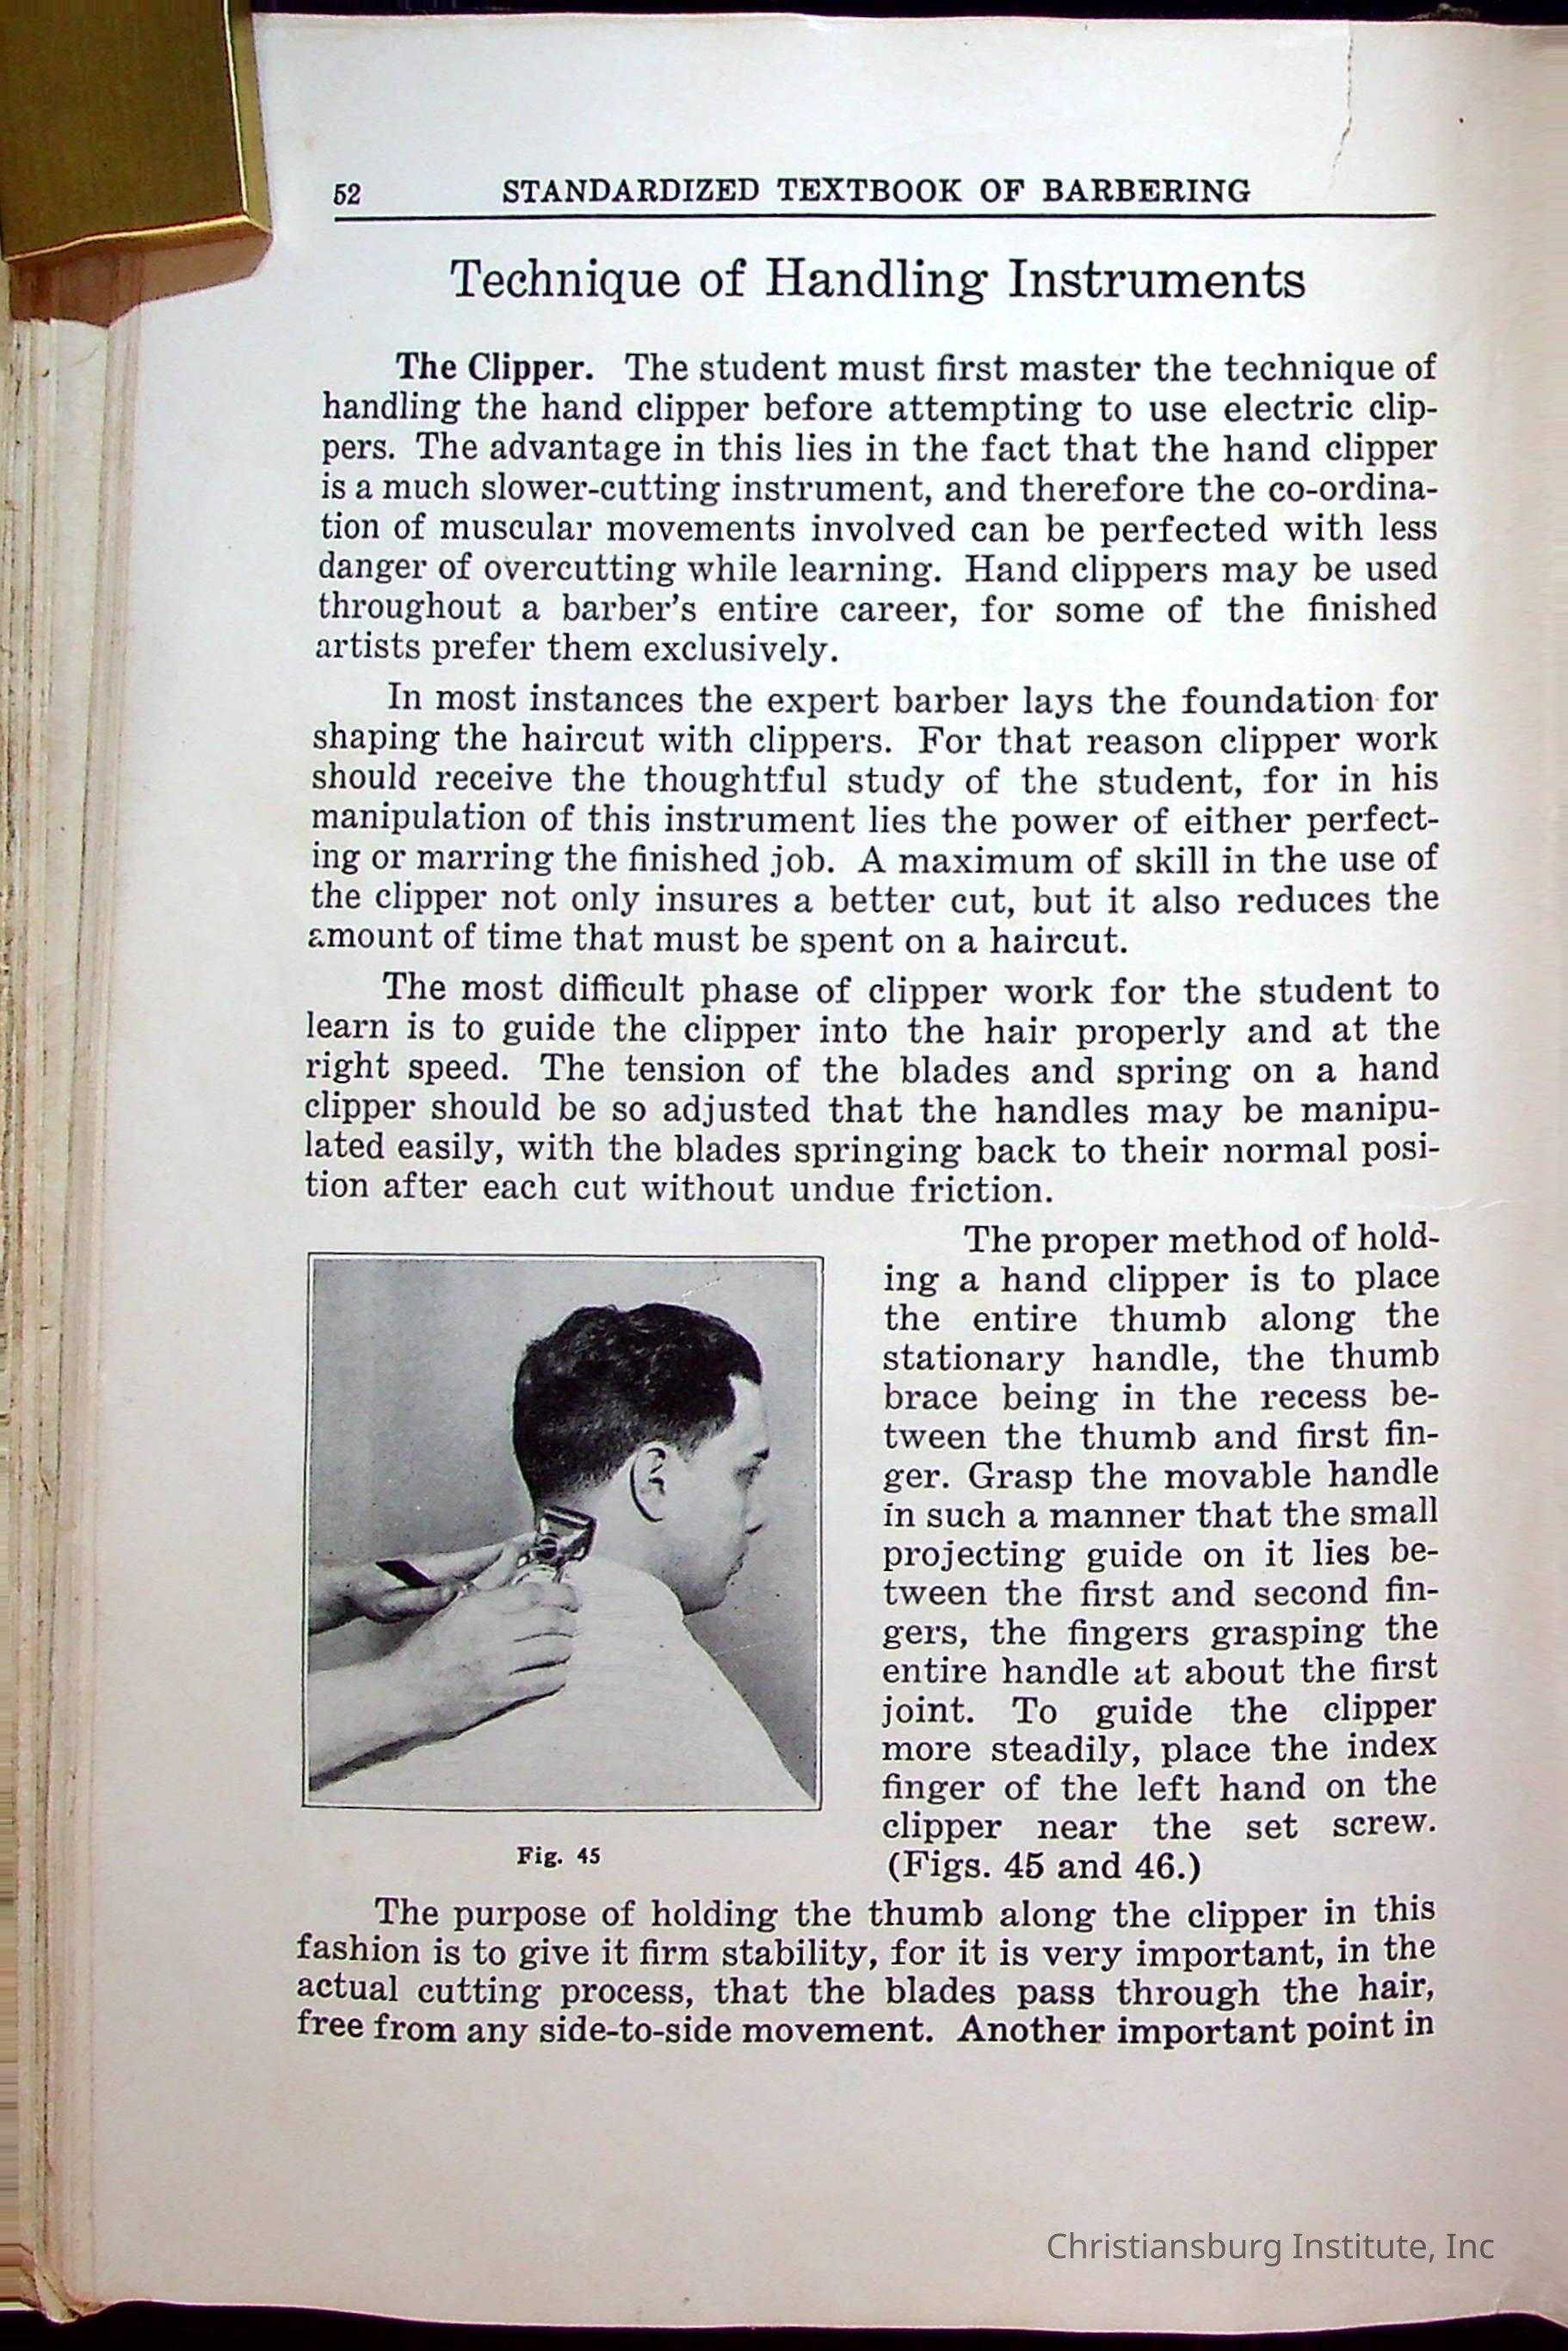 52 STANDARDIZED TEXTBOOK OF BARBERING
Technique of Handling Instruments
The Clipper. The student must first master the technique of
handling the hand clipper before attempting to use electric clip-
pers. The advantage in this lies in the fact that the hand clipper
is a much slower-cutting instrument, and therefore the co-ordina-
tion of muscular movements involved can be perfected with less
danger of overcutting while learning. Hand clippers may be used
throughout a barber's entire career, for some of the finished
artists prefer them exclusively.
In most instances the expert barber lays the foundation for
shaping the haircut with clippers. For that reason clipper work
should receive the thoughtful study of the student, for in his
manipulation of this instrument lies the power of either perfect-
ing or marring the finished job. A maximum of skill in the use of
the clipper not only insures a better cut, but it also reduces the
amount of time that must be spent on a haircut.
The most difficult phase of clipper work for the student to
learn is to guide the clipper into the hair properly and at the
right speed. The tension of the blades and spring on a hand
clipper should be so adjusted that the handles may be manipu-
lated easily, with the blades springing back to their normal posi-
tion after each cut without undue friction.
The proper method of hold-
ing a hand clipper is to place
the entire thumb along the
stationary handle, the thumb
brace being in the recess be-
tween the thumb and first fin-
ger. Grasp the movable handle
in such a manner that the small
projecting guide on it lies be-
tween the first and second fin-
gers, the fingers grasping the
entire handle at about the first
joint. To guide the clipper
more steadily, place the index
finger of the left hand on the
clipper near the set screw.
(Figs. 45 and 46.)
Fig. 45
The purpose of holding the thumb along the clipper in this
fashion is to give it firm stability, for it is very important, in the
actual cutting process, that the blades pass through the hair,
free from any side-to-side movement. Another important point in
Christiansburg Institute, Inc